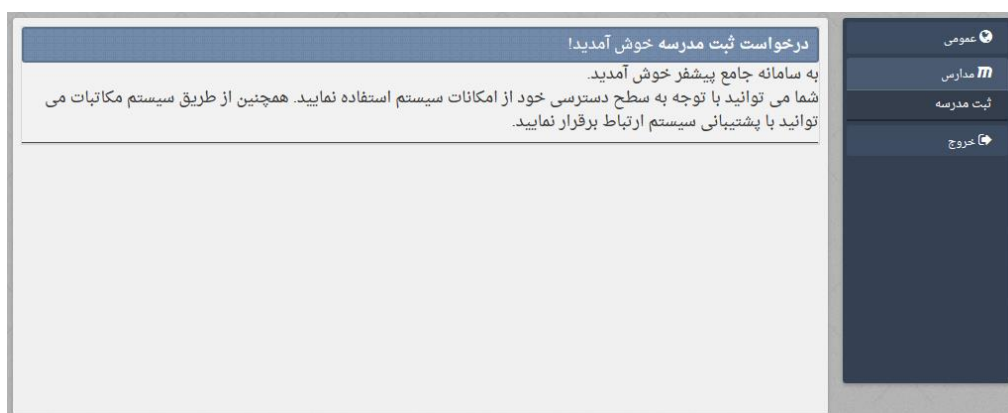 عمومی
مدارس
ثبت مدرسه
خروج
درخواست ثبت مدرسه خوش آمدید!
به سامانه جامع پیشفر خوش آمدید.
شما می توانید با توجه به سطح دسترسی خود از امکانات سیستم استفاده نمایید. همچنین از طریق سیستم مکاتبات می
توانید با پشتیبانی سیستم ارتباط برقرار نمایید.